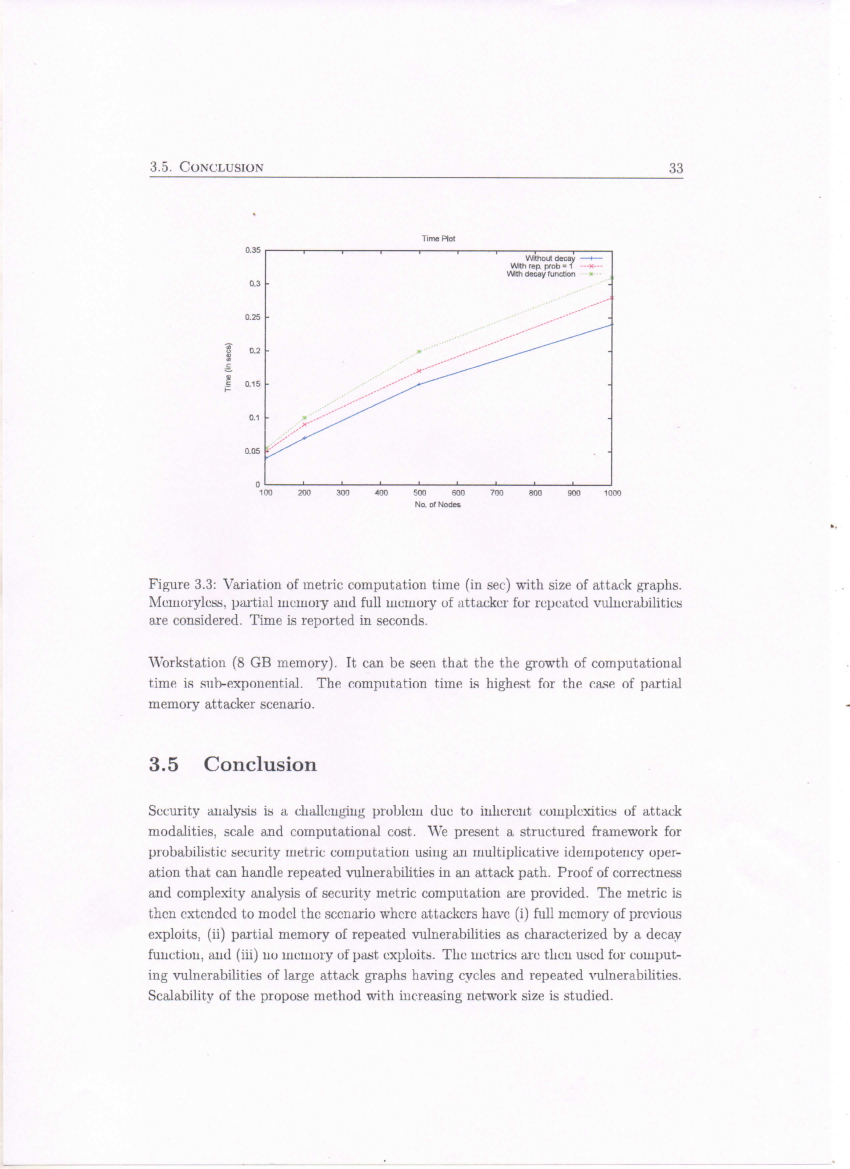 3.5. CONCLUSION 33
Time Plot
0.35
0.3
0.25
0.2
0.15
0.1
0.05
0
Time (in secs)
Without decay
With rep. prob = 1
With decay function
100 200 300 400 500 600 700 800 900 1000
No. of Nodes
Figure 3.3: Variation of metric computation time (in sec) with size of attack graphs.
Memoryless, partial memory and full memory of attacker for repeated vulnerabilities
are considered. Time is reported in seconds.
Workstation (8 GB memory). It can be seen that the the growth of computational
time is sub-exponential. The computation time is highest for the case of partial
memory attacker scenario.
3.5 Conclusion
Security analysis is a challenging problem due to inherent complexities of attack
modalities, scale and computational cost. We present a structured framework for
probabilistic security metric computation using an multiplicative idempotency oper-
ation that can handle repeated vulnerabilities in an attack path. Proof of correctness
and complexity analysis of security metric computation are provided. The metric is
then extended to model the scenario where attackers have (i) full memory of previous
exploits, (ii) partial memory of repeated vulnerabilities as characterized by a decay
function, and (iii) no memory of past exploits. The metrics are then used for comput-
ing vulnerabilities of large attack graphs having cycles and repeated vulnerabilities.
Scalability of the propose method with increasing network size is studied.